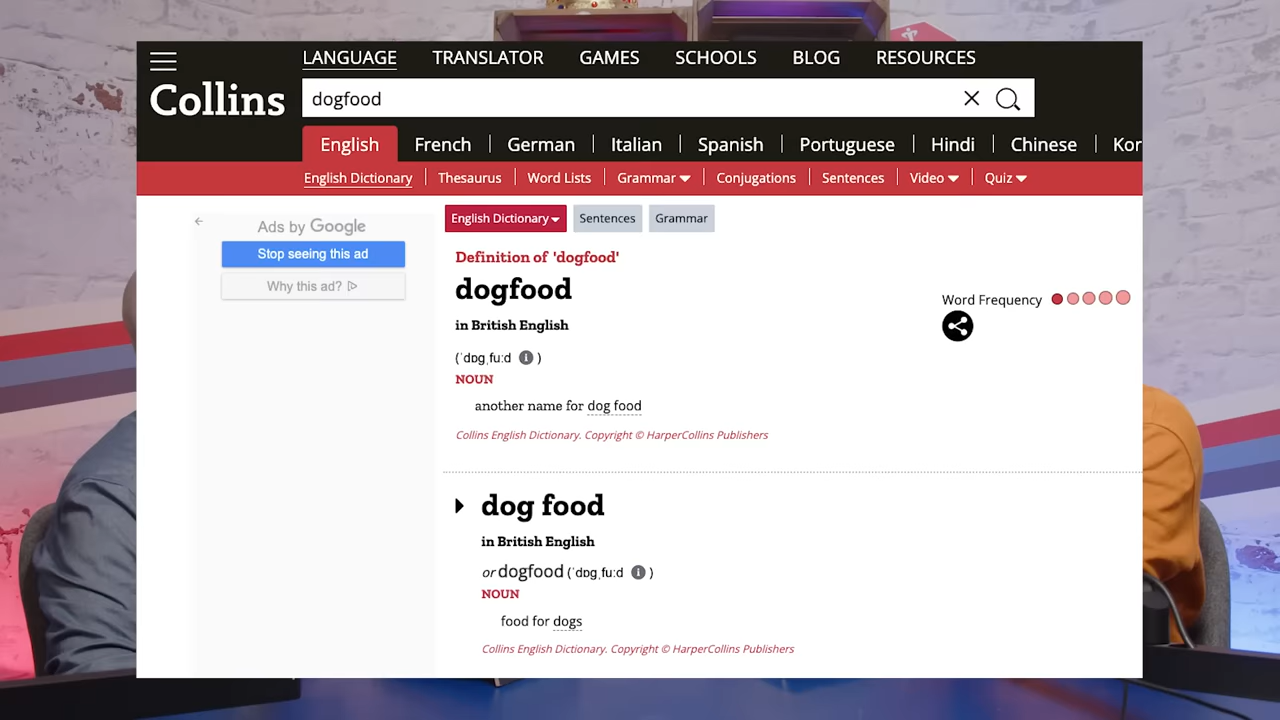 LANGUAGE TRANSLATOR GAMES SCHOOLS BLOG RESOURCES
Collins
dogfood
English French German Italian Spanish Portuguese Hindi Chinese Kor
English Dictionary Thesaurus Word Lists Grammar Conjugations Sentences Video Quiz
Ads by Google
Stop seeing this ad
Why this ad?
English Dictionary Sentences Grammar
Definition of 'dogfood'
dogfood
Word Frequency
in British English
(ˈdɒɡˌfuːd )
NOUN
another name for dog food
Collins English Dictionary. Copyright © HarperCollins Publishers
dog food
in British English
or dogfood (ˈdɒɡˌfuːd )
NOUN
food for dogs
Collins English Dictionary. Copyright © HarperCollins Publishers